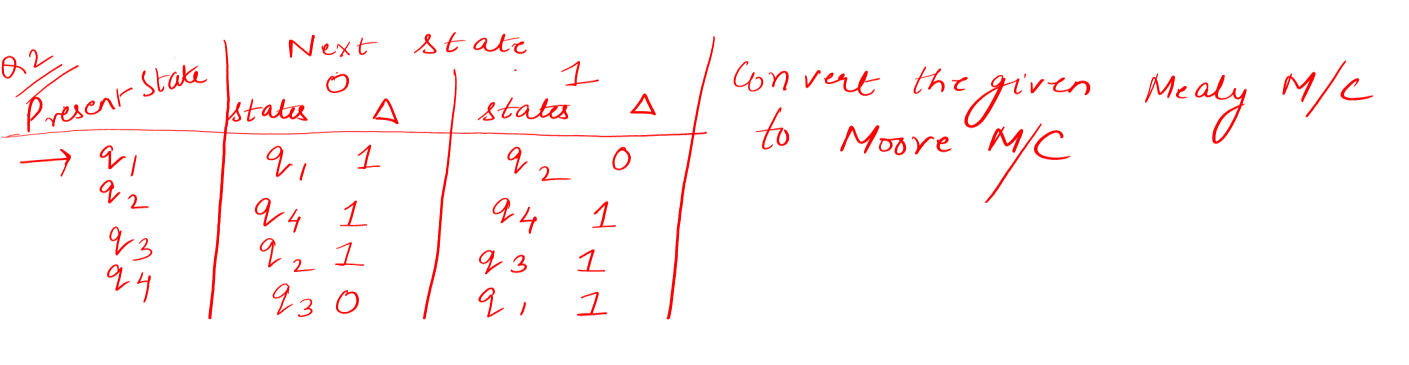 Q2
Next state
Present State 0 1
states Δ states Δ
→ q1 q1 1 q2 0
q2 q4 1 q4 1
q3 q2 1 q3 1
q4 q3 0 q1 1
Convert the given Mealy M/C
to Moore M/C